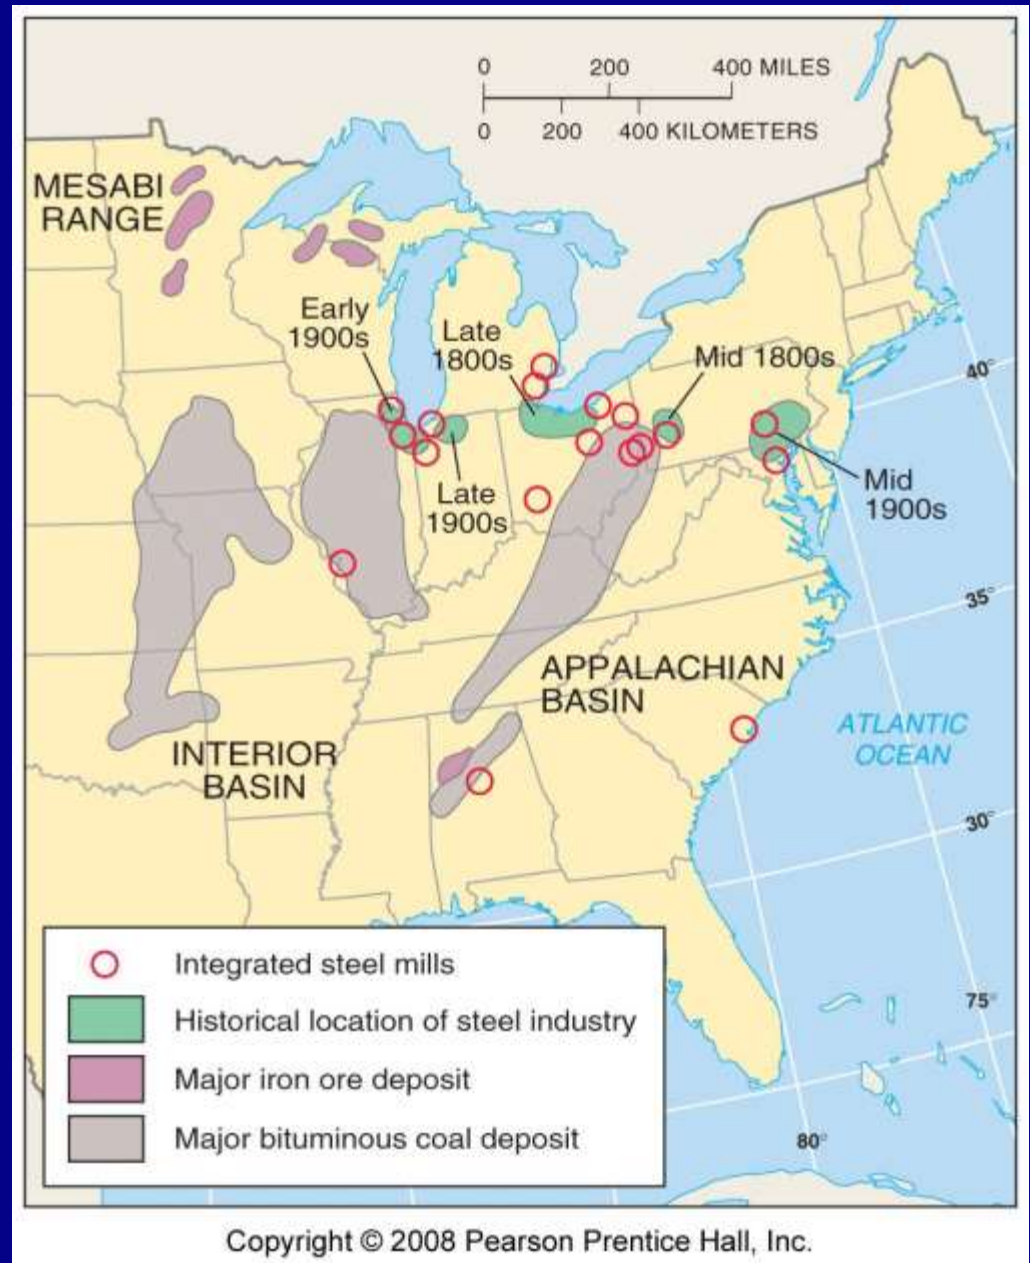 0 200 400 MILES
0 200 400 KILOMETERS
MESABI
RANGE
Early
1900s
Late
1800s
Mid 1800s
40°
Late
1900s
Mid
1900s
35°
APPALACHIAN
BASIN
ATLANTIC
OCEAN
INTERIOR
BASIN
30°
Integrated steel mills
Historical location of steel industry
75°
Major iron ore deposit
Major bituminous coal deposit
80°
Copyright © 2008 Pearson Prentice Hall, Inc.